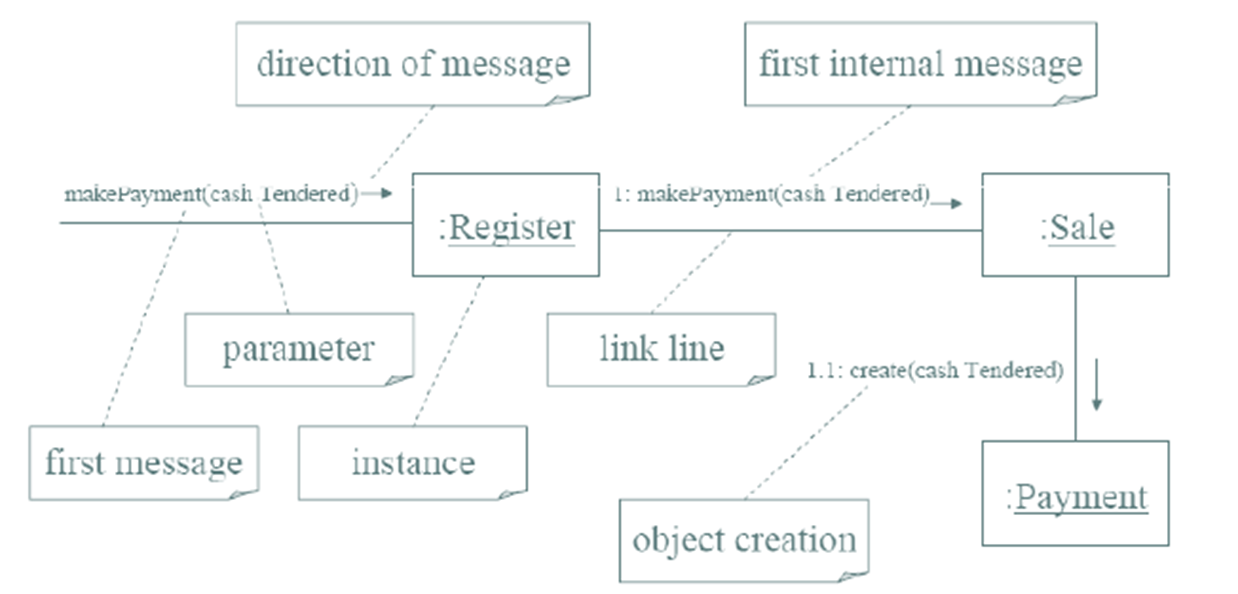 direction of message
first internal message
makePayment(cash Tendered)
1: makePayment(cash Tendered)
:Register
:Sale
parameter
link line
1.1: create(cash Tendered)
first message
instance
:Payment
object creation